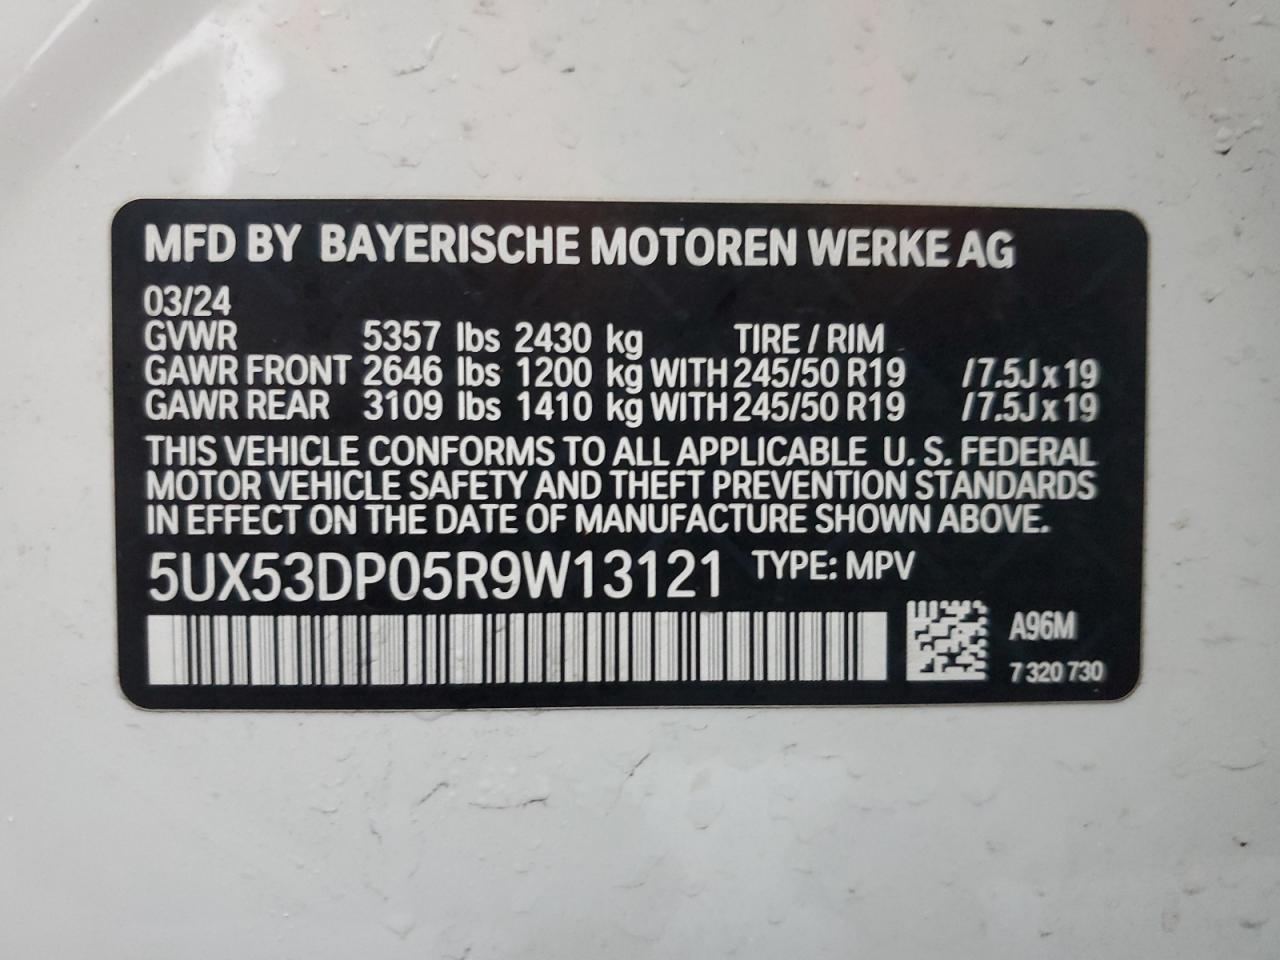 MFD BY BAYERISCHE MOTOREN WERKE AG
03/24
GVWR 5357 lbs 2430 kg TIRE / RIM
GAWR FRONT 2646 lbs 1200 kg WITH 245/50 R19 / 7.5J x 19
GAWR REAR 3109 lbs 1410 kg WITH 245/50 R19 / 7.5J x 19
THIS VEHICLE CONFORMS TO ALL APPLICABLE U. S. FEDERAL
MOTOR VEHICLE SAFETY AND THEFT PREVENTION STANDARDS
IN EFFECT ON THE DATE OF MANUFACTURE SHOWN ABOVE.
5UX53DP05R9W13121 TYPE: MPV
A96M
7 320 730